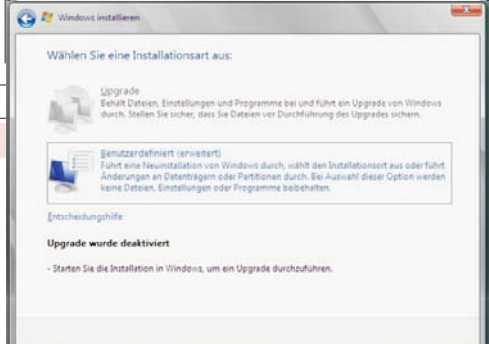 Windows installieren
Wählen Sie eine Installationsart aus:
Upgrade
Behält Dateien, Einstellungen und Programme bei und führt ein Upgrade von Windows
durch. Stellen Sie sicher, dass Sie Dateien vor Durchführung des Upgrades sichern.
Benutzerdefiniert (erweitert)
Führt eine Neuinstallation von Windows durch, wählt den Installationsort aus oder führt
Änderungen an Datenträgern oder Partitionen durch. Bei Auswahl dieser Option werden
keine Dateien, Einstellungen oder Programme beibehalten.
Entscheidungshilfe
Upgrade wurde deaktiviert
- Starten Sie die Installation in Windows, um ein Upgrade durchzuführen.